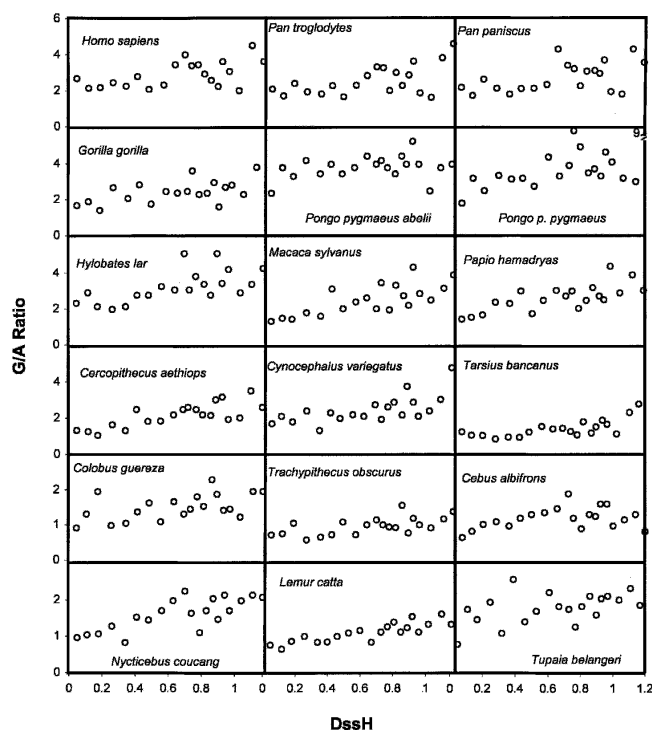 6
Homo sapiens
Pan troglodytes
Pan paniscus
4
2
0
Gorilla gorilla
9
4
2
Pongo pygmaeus abelii
Pongo p. pygmaeus
0
Hylobates lar
Macaca sylvanus
Papio hamadryas
4
2
G/A Ratio
0
Cercopithecus aethiops
Cynocephalus variegatus
Tarsius bancanus
4
2
0
Colobus guereza
Trachypithecus obscurus
Cebus albifrons
2
1
0
Lemur catta
2
1
Nycticebus coucang
Tupaia belangeri
0
0 0.2 0.4 0.6 0.8 1 0 0.2 0.4 0.6 0.8 0.1 0 0.2 0.4 0.6 0.8 1 1.2
DssH